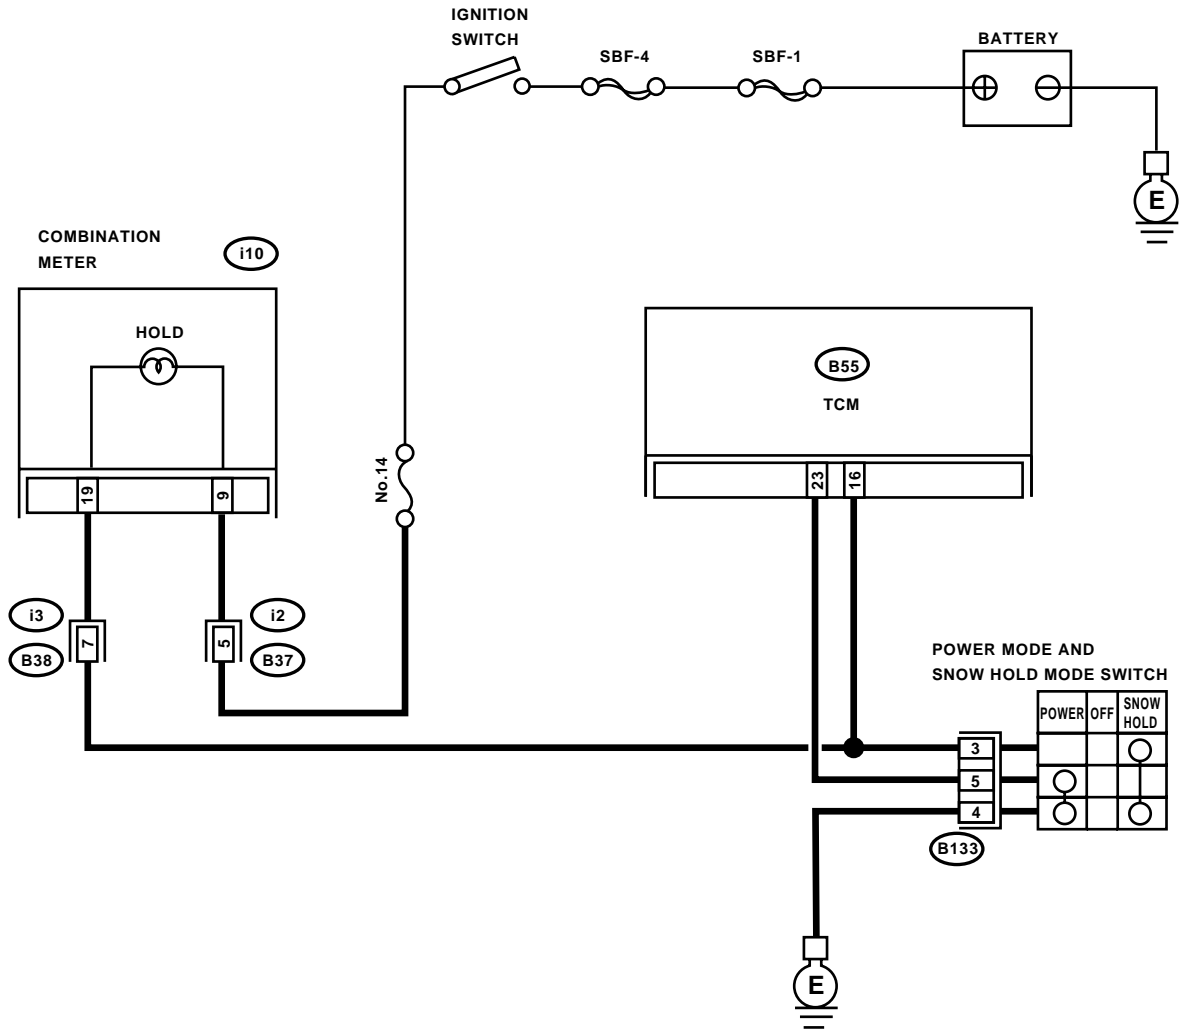 IGNITION
SWITCH
SBF-4
SBF-1
BATTERY
E
COMBINATION
METER
i10
HOLD
B55
TCM
No.14
19
9
23
16
i3
7
B38
i2
5
B37
POWER MODE AND
SNOW HOLD MODE SWITCH
POWER OFF SNOW
HOLD
3
5
4
B133
E